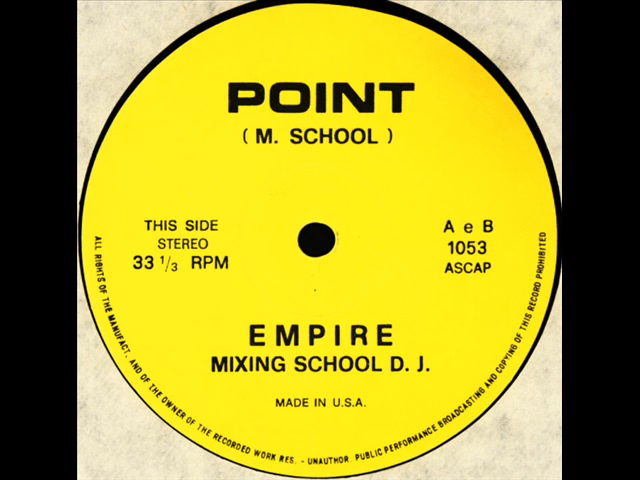 POINT
( M. SCHOOL )
THIS SIDE
STEREO
33 1/3 RPM
A e B
1053
ASCAP
EMPIRE
MIXING SCHOOL D. J.
MADE IN U.S.A.
ALL RIGHTS OF THE MANUFACT. AND OF THE OWNER OF THE RECORDED WORK RES. - UNAUTHOR PUBLIC PERFORMANCE BROADCASTING AND COPYING OF THIS RECORD PROHIBITED